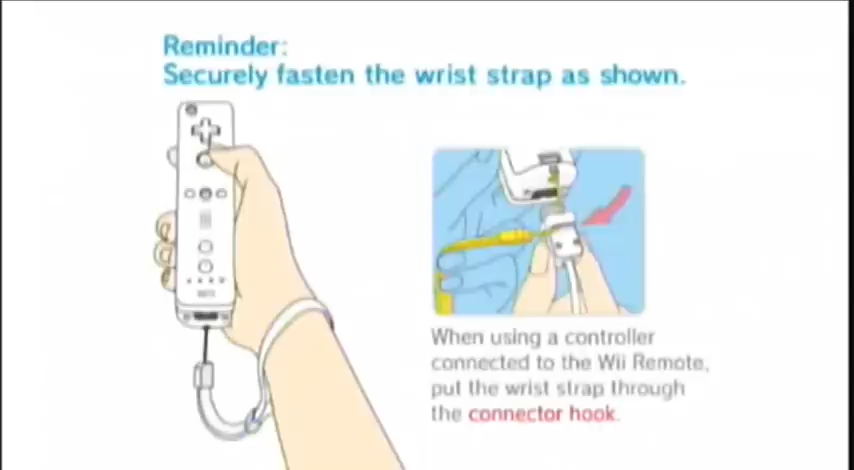 Reminder:
Securely fasten the wrist strap as shown.
When using a controller
connected to the Wii Remote,
put the wrist strap through
the connector hook.